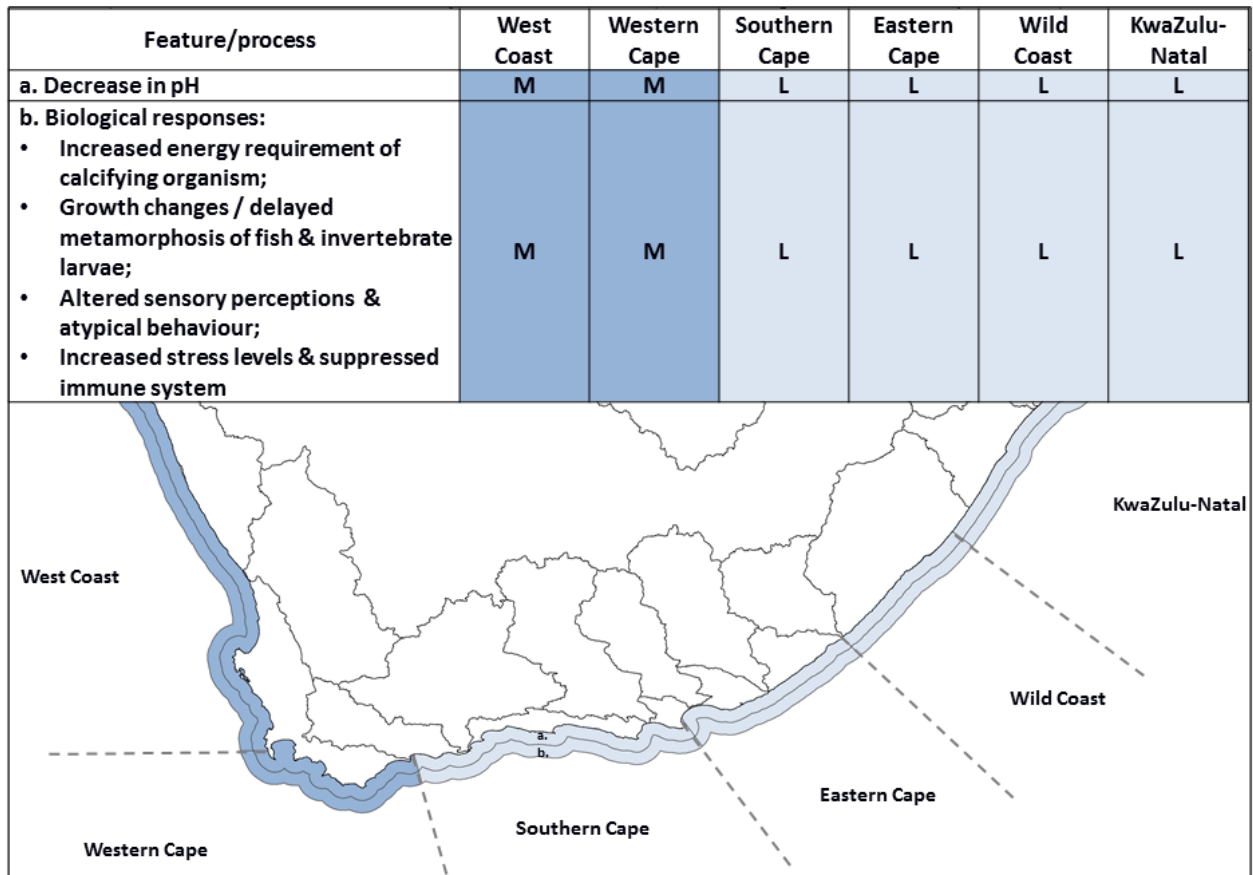 Feature/process
West
Coast
Western
Cape
Southern
Cape
Eastern
Cape
Wild
Coast
KwaZulu-
Natal
a. Decrease in pH
M
M
L
L
L
L
b. Biological responses:
• Increased energy requirement of
calcifying organism;
• Growth changes / delayed
metamorphosis of fish & invertebrate
larvae;
• Altered sensory perceptions &
atypical behaviour;
• Increased stress levels & suppressed
immune system
M
M
L
L
L
L
KwaZulu-Natal
West Coast
Wild Coast
a.
b.
Eastern Cape
Southern Cape
Western Cape